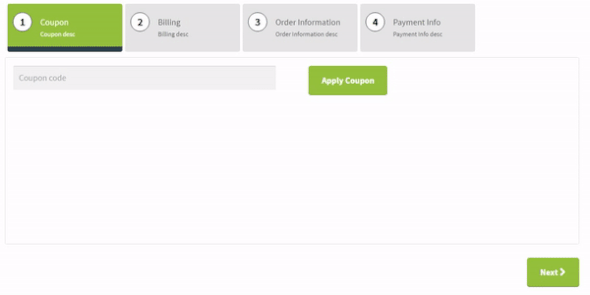 1 Coupon
Coupon desc
2 Billing
Billing desc
3 Order Information
Order Information desc
4 Payment Info
Payment Info desc
Coupon code
Apply Coupon
Next